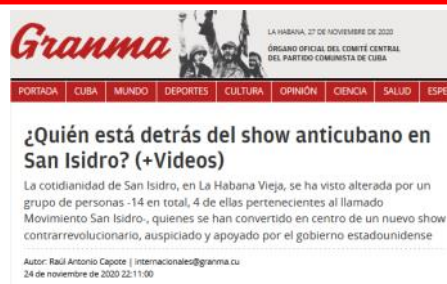 Granma
LA HABANA, 27 DE NOVIEMBRE DE 2020
ÓRGANO OFICIAL DEL COMITÉ CENTRAL
DEL PARTIDO COMUNISTA DE CUBA
PORTADA CUBA MUNDO DEPORTES CULTURA OPINIÓN CIENCIA SALUD ESPE
¿Quién está detrás del show anticubano en
San Isidro? (+Videos)
La cotidianidad de San Isidro, en La Habana Vieja, se ha visto alterada por un
grupo de personas -14 en total, 4 de ellas pertenecientes al llamado
Movimiento San Isidro-, quienes se han convertido en centro de un nuevo show
contrarrevolucionario, auspiciado y apoyado por el gobierno estadounidense
Autor: Raúl Antonio Capote | internacionales@granma.cu
24 de noviembre de 2020 22:11:00